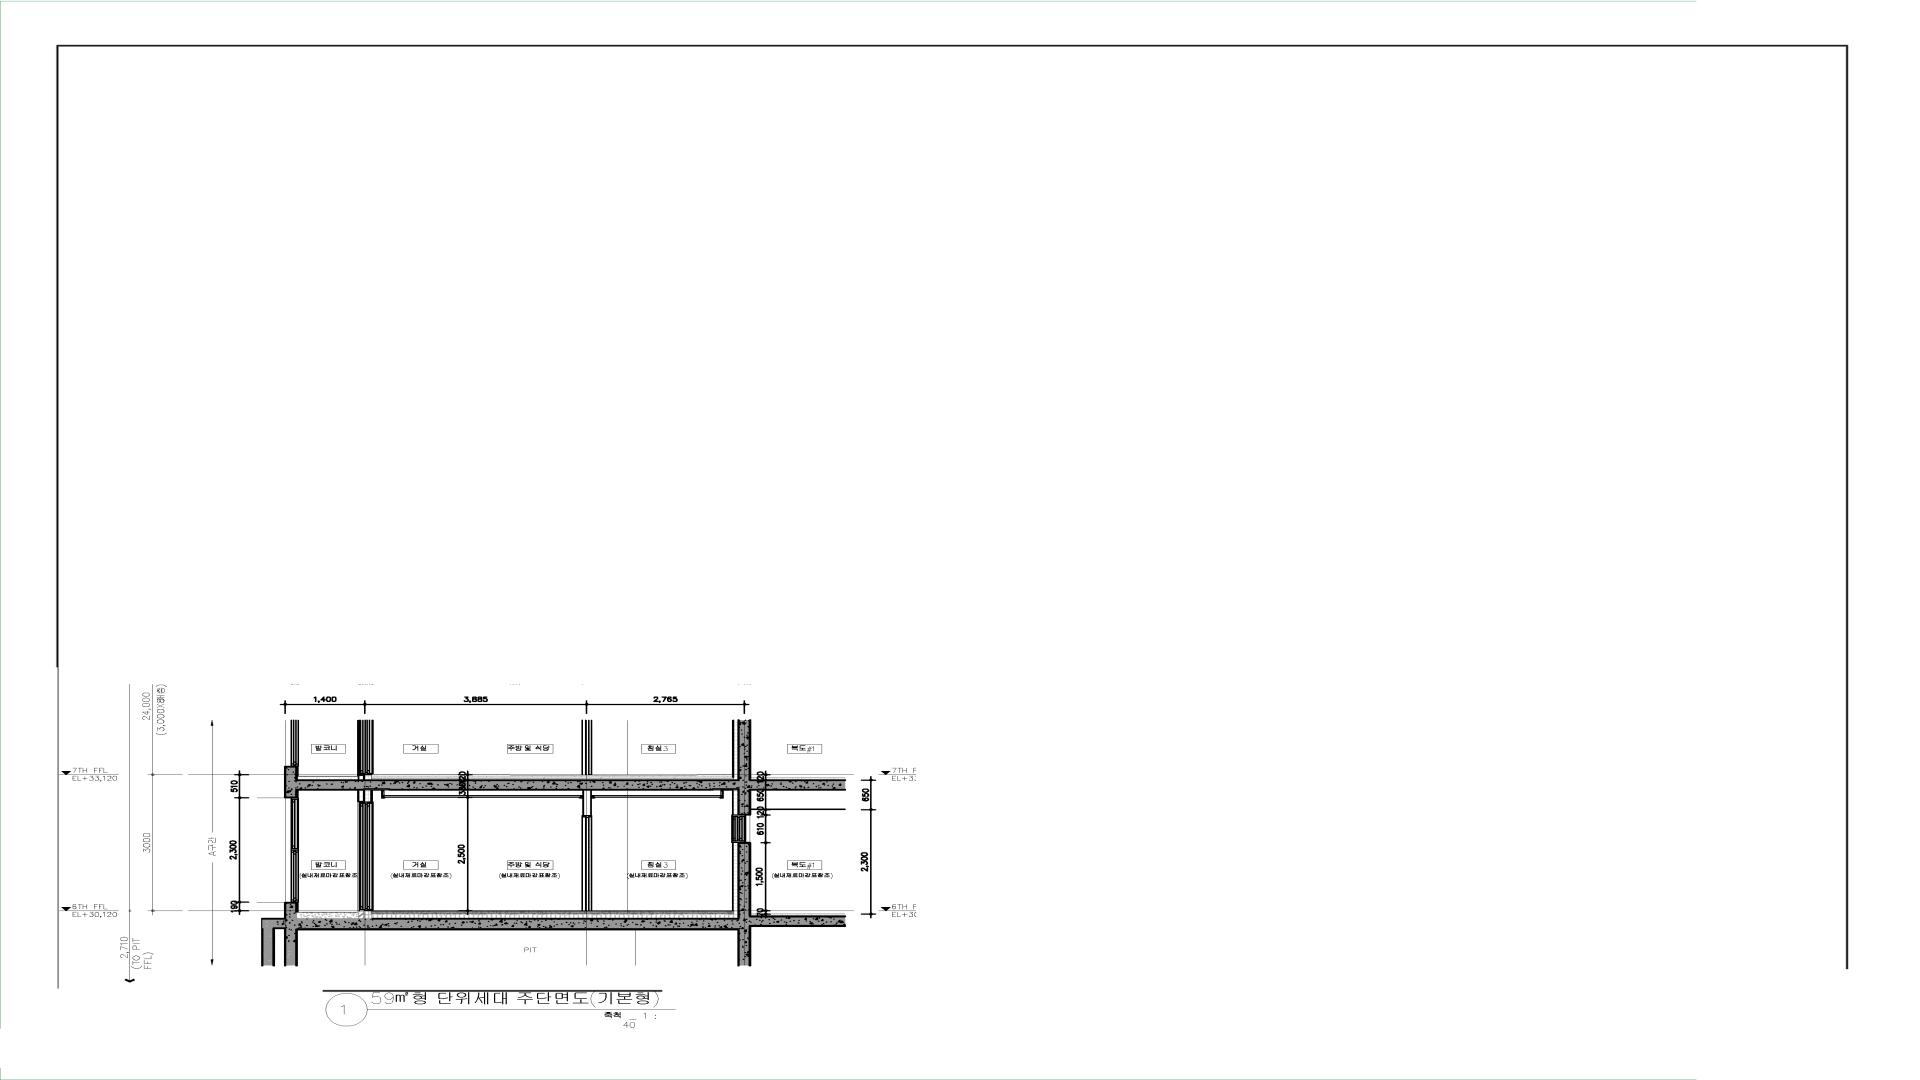 24,000
(3,000X8개층)
1,400
3,885
2,765
발코니
거실
주방 및 식당
침실3
복도#1
7TH FFL
EL+33,120
7TH F
EL+3
510
120
650
120
650
3000
A구간
2,300
2,500
610
1,500
2,300
발코니
거실
주방 및 식당
침실3
복도#1
(실내재료마감표참조)
(실내재료마감표참조)
(실내재료마감표참조)
(실내재료마감표참조)
(실내재료마감표참조)
190
6TH FFL
EL+30,120
6TH F
EL+30
2,710
(TO PIT
FFL)
PIT
1
59㎡형 단위세대 주단면도(기본형)
축척 _ 1 :
40